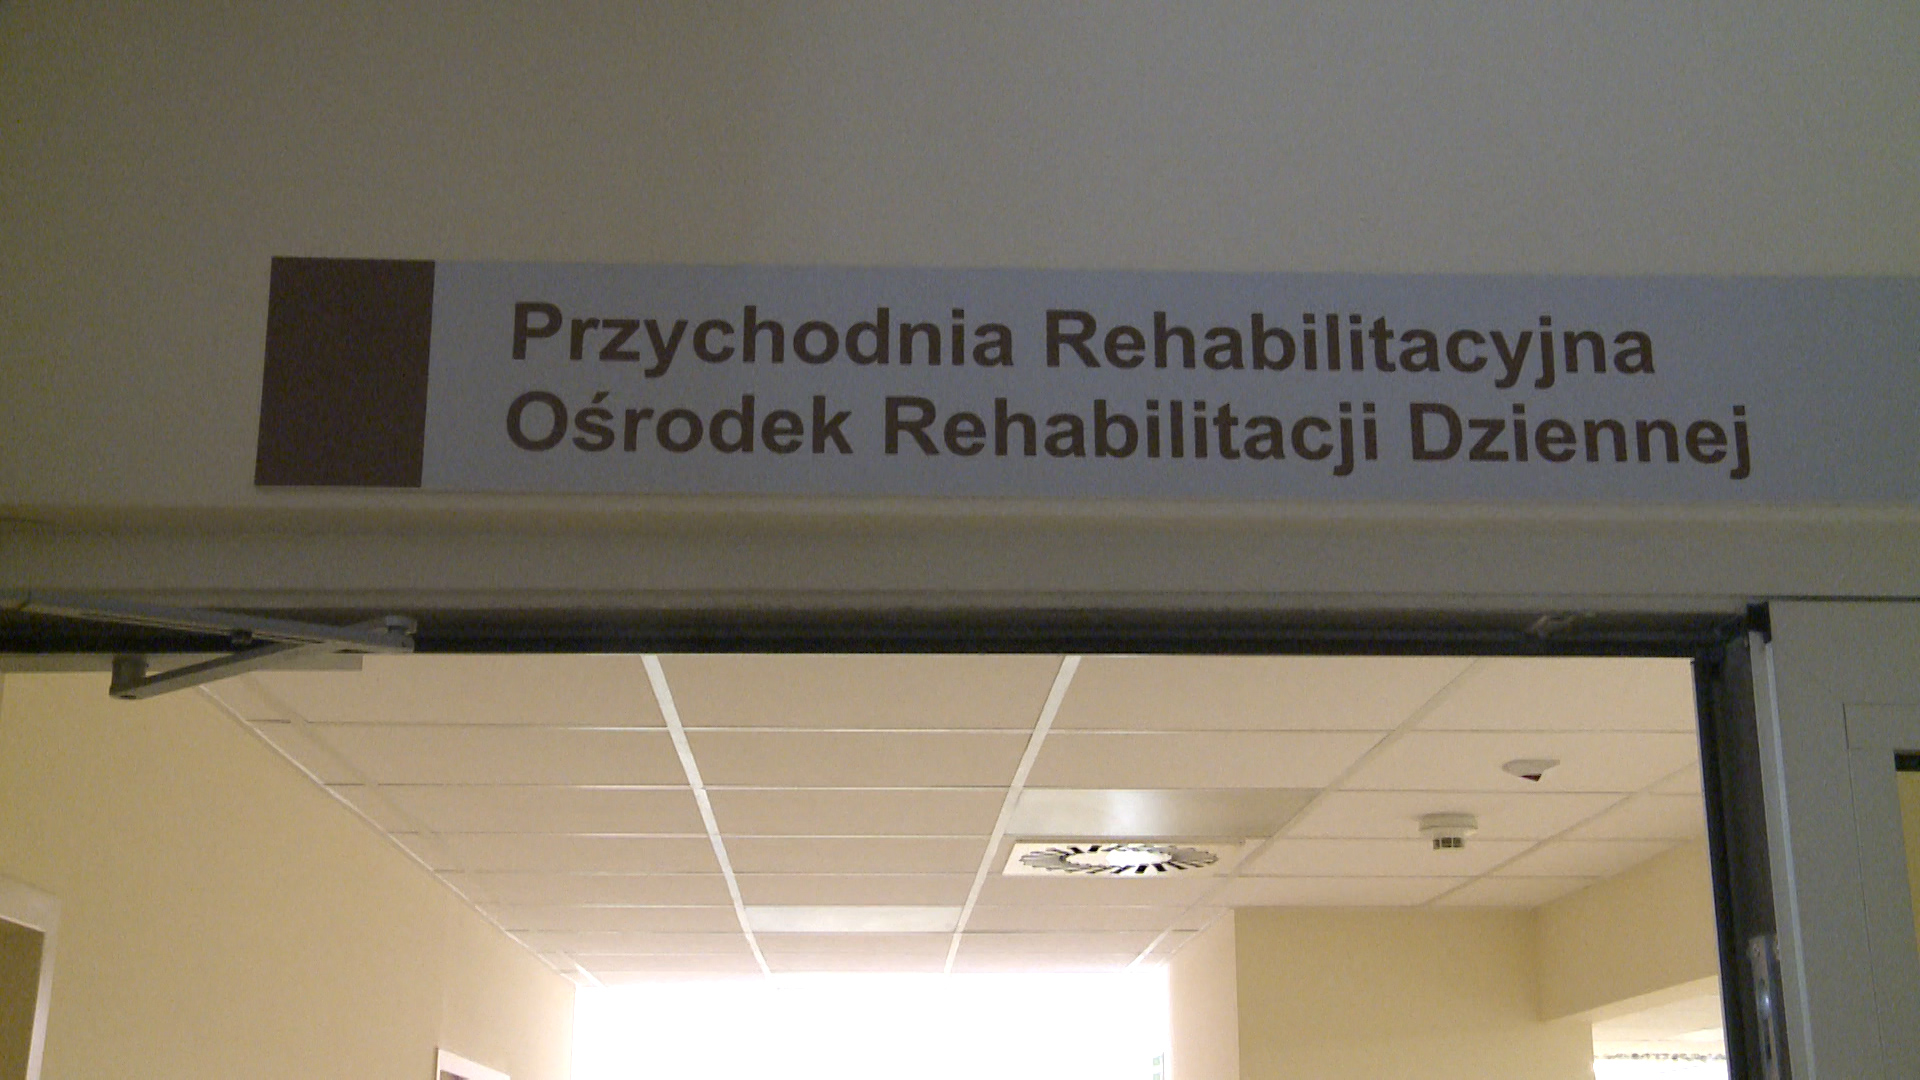 Przychodnia Rehabilitacyjna
Ośrodek Rehabilitacji Dziennej